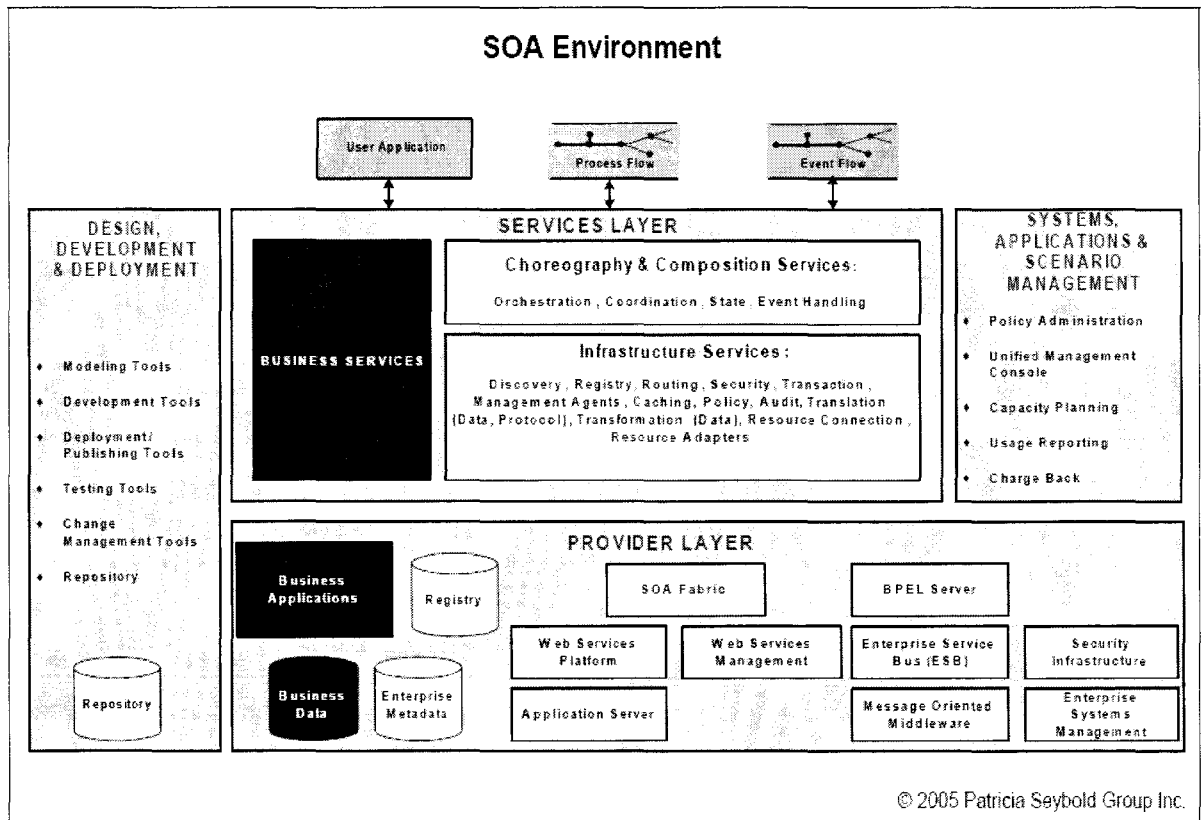 SOA Environment
User Application
Process Flow
Event Flow
DESIGN,
DEVELOPMENT
& DEPLOYMENT
♦ Modeling Tools
♦ Development Tools
♦ Deployment/
Publishing Tools
♦ Testing Tools
♦ Change
Management Tools
♦ Repository
Repository
SERVICES LAYER
BUSINESS SERVICES
Choreography & Composition Services:
Orchestration, Coordination, State, Event Handling
Infrastructure Services:
Discovery, Registry, Routing, Security, Transaction,
Management Agents, Caching, Policy, Audit, Translation
(Data, Protocol), Transformation (Data), Resource Connection,
Resource Adapters
SYSTEMS,
APPLICATIONS &
SCENARIO
MANAGEMENT
♦ Policy Administration
♦ Unified Management
Console
♦ Capacity Planning
♦ Usage Reporting
♦ Charge Back
PROVIDER LAYER
Business
Applications
Registry
Business
Data
Enterprise
Metadata
SOA Fabric
BPEL Server
Web Services
Platform
Web Services
Management
Enterprise Service
Bus (ESB)
Security
Infrastructure
Application Server
Message Oriented
Middleware
Enterprise
Systems
Management
© 2005 Patricia Seybold Group Inc.